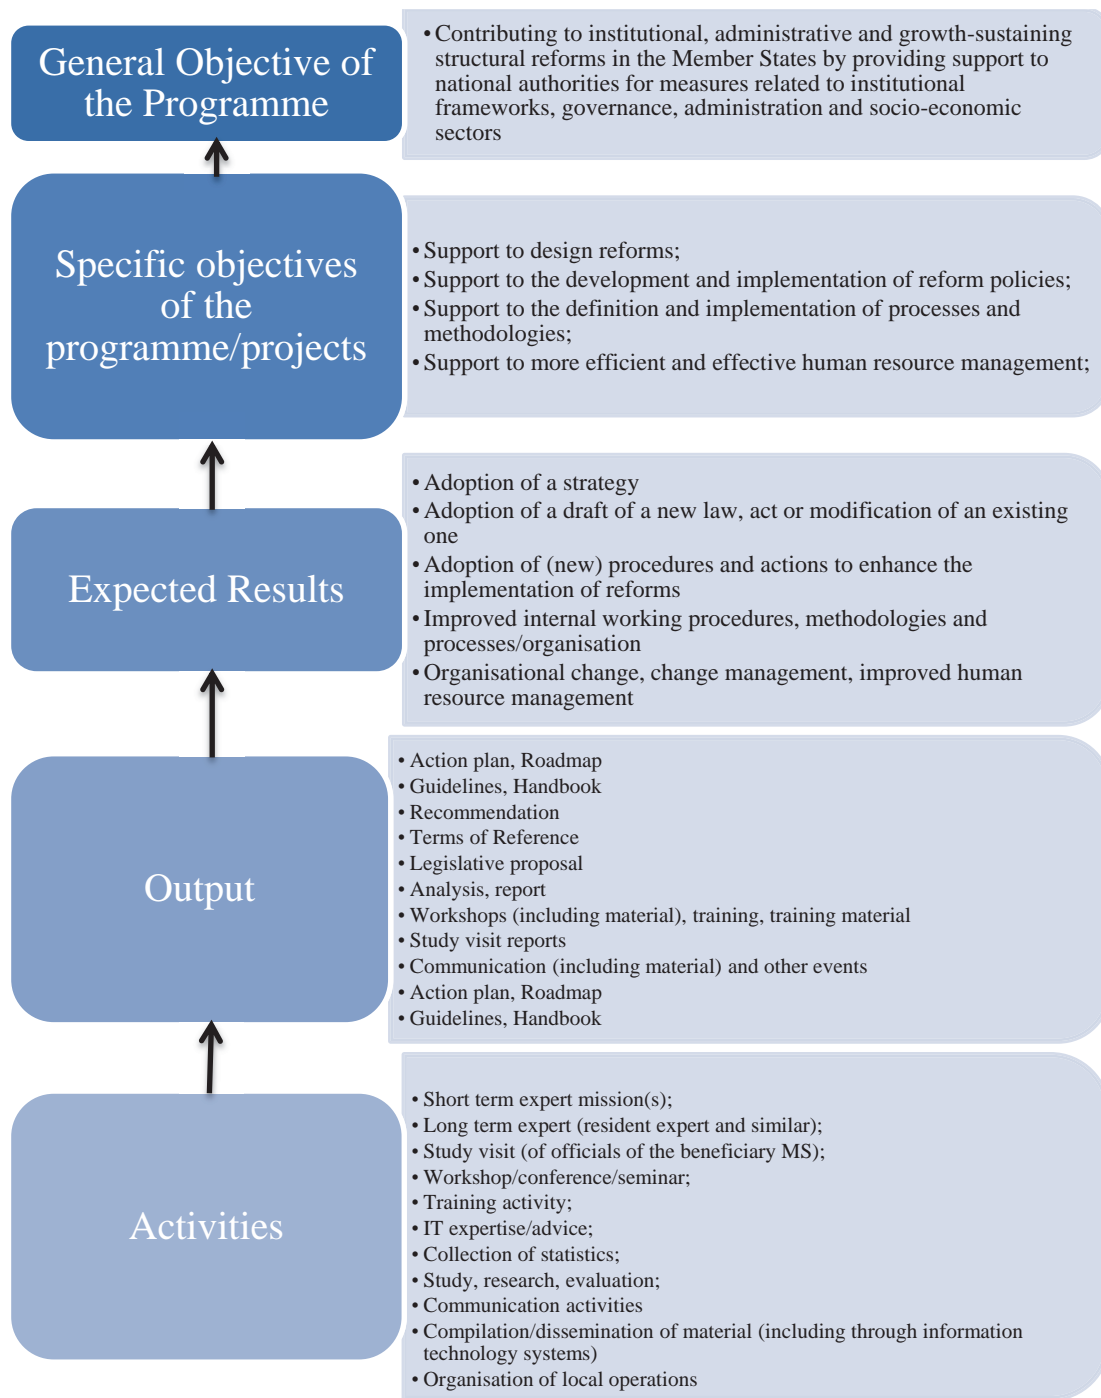 General Objective of
the Programme
• Contributing to institutional, administrative and growth-sustaining
structural reforms in the Member States by providing support to
national authorities for measures related to institutional
frameworks, governance, administration and socio-economic
sectors
Specific objectives
of the
programme/projects
• Support to design reforms;
• Support to the development and implementation of reform policies;
• Support to the definition and implementation of processes and
methodologies;
• Support to more efficient and effective human resource management;
Expected Results
• Adoption of a strategy
• Adoption of a draft of a new law, act or modification of an existing
one
• Adoption of (new) procedures and actions to enhance the
implementation of reforms
• Improved internal working procedures, methodologies and
processes/organisation
• Organisational change, change management, improved human
resource management
Output
• Action plan, Roadmap
• Guidelines, Handbook
• Recommendation
• Terms of Reference
• Legislative proposal
• Analysis, report
• Workshops (including material), training, training material
• Study visit reports
• Communication (including material) and other events
• Action plan, Roadmap
• Guidelines, Handbook
Activities
• Short term expert mission(s);
• Long term expert (resident expert and similar);
• Study visit (of officials of the beneficiary MS);
• Workshop/conference/seminar;
• Training activity;
• IT expertise/advice;
• Collection of statistics;
• Study, research, evaluation;
• Communication activities
• Compilation/dissemination of material (including through information
technology systems)
• Organisation of local operations